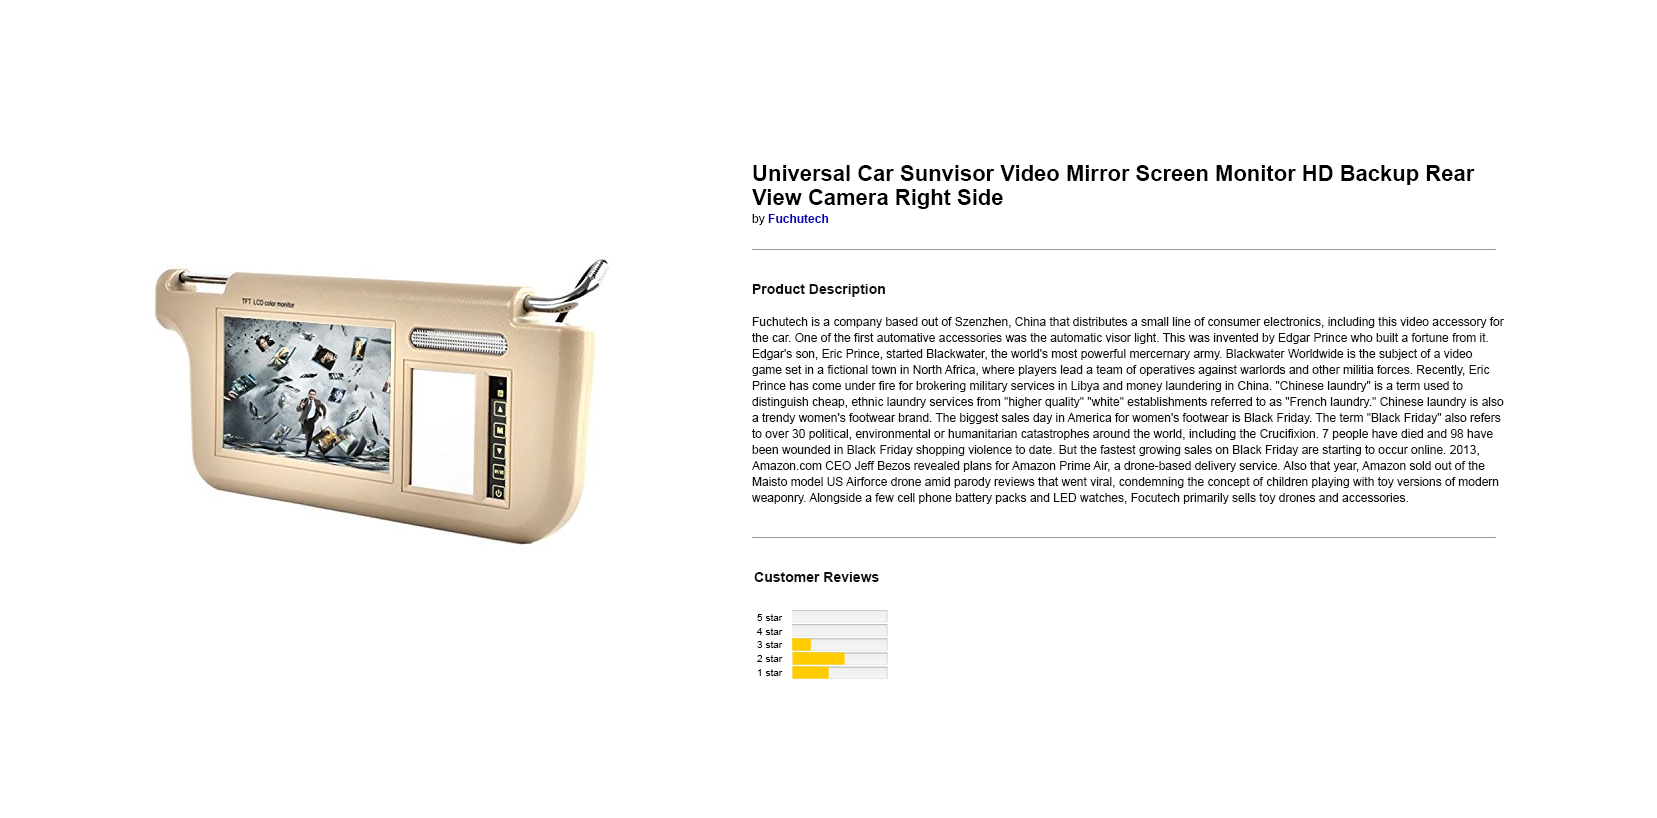 Universal Car Sunvisor Video Mirror Screen Monitor HD Backup Rear
View Camera Right Side
by Fuchutech
Product Description
Fuchutech is a company based out of Szenzhen, China that distributes a small line of consumer electronics, including this video accessory for
the car. One of the first automative accessories was the automatic visor light. This was invented by Edgar Prince who built a fortune from it.
Edgar's son, Eric Prince, started Blackwater, the world's most powerful mercernary army. Blackwater Worldwide is the subject of a video
game set in a fictional town in North Africa, where players lead a team of operatives against warlords and other militia forces. Recently, Eric
Prince has come under fire for brokering military services in Libya and money laundering in China. "Chinese laundry" is a term used to
distinguish cheap, ethnic laundry services from "higher quality" "white" establishments referred to as "French laundry." Chinese laundry is also
a trendy women's footwear brand. The biggest sales day in America for women's footwear is Black Friday. The term "Black Friday" also refers
to over 30 political, environmental or humanitarian catastrophes around the world, including the Crucifixion. 7 people have died and 98 have
been wounded in Black Friday shopping violence to date. But the fastest growing sales on Black Friday are starting to occur online. 2013,
Amazon.com CEO Jeff Bezos revealed plans for Amazon Prime Air, a drone-based delivery service. Also that year, Amazon sold out of the
Maisto model US Airforce drone amid parody reviews that went viral, condemning the concept of children playing with toy versions of modern
weaponry. Alongside a few cell phone battery packs and LED watches, Focutech primarily sells toy drones and accessories.
Customer Reviews
5 star
4 star
3 star
2 star
1 star
TFT LCD color monitor